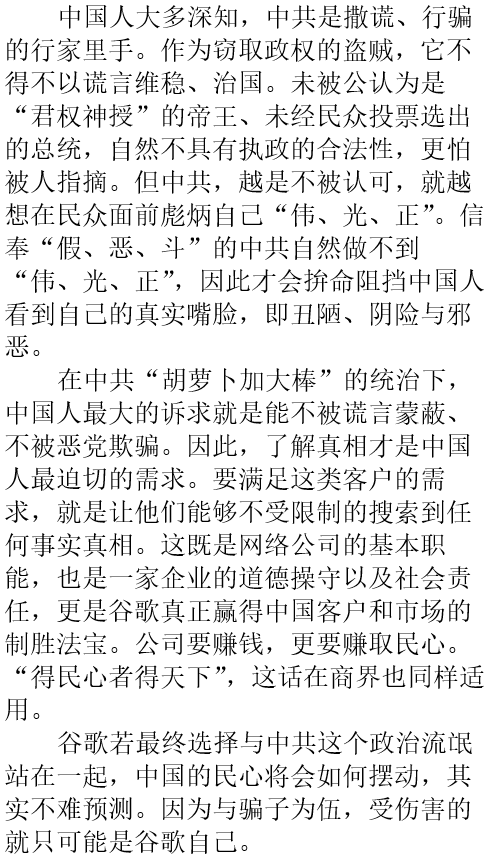 中国人大多深知，中共是撒谎、行骗
的行家里手。作为窃取政权的盗贼，它不
得不以谎言维稳、治国。未被公认为是
“君权神授”的帝王、未经民众投票选出
的总统，自然不具有执政的合法性，更怕
被人指摘。但中共，越是不被认可，就越
想在民众面前彪炳自己“伟、光、正”。信
奉“假、恶、斗”的中共自然做不到
“伟、光、正”，因此才会拚命阻挡中国人
看到自己的真实嘴脸，即丑陋、阴险与邪
恶。
在中共“胡萝卜加大棒”的统治下，
中国人最大的诉求就是能不被谎言蒙蔽、
不被恶党欺骗。因此，了解真相才是中国
人最迫切的需求。要满足这类客户的需
求，就是让他们能够不受限制的搜索到任
何事实真相。这既是网络公司的基本职
能，也是一家企业的道德操守以及社会责
任，更是谷歌真正赢得中国客户和市场的
制胜法宝。公司要赚钱，更要赚取民心。
“得民心者得天下”，这话在商界也同样适
用。
谷歌若最终选择与中共这个政治流氓
站在一起，中国的民心将会如何摆动，其
实不难预测。因为与骗子为伍，受伤害的
就只可能是谷歌自己。